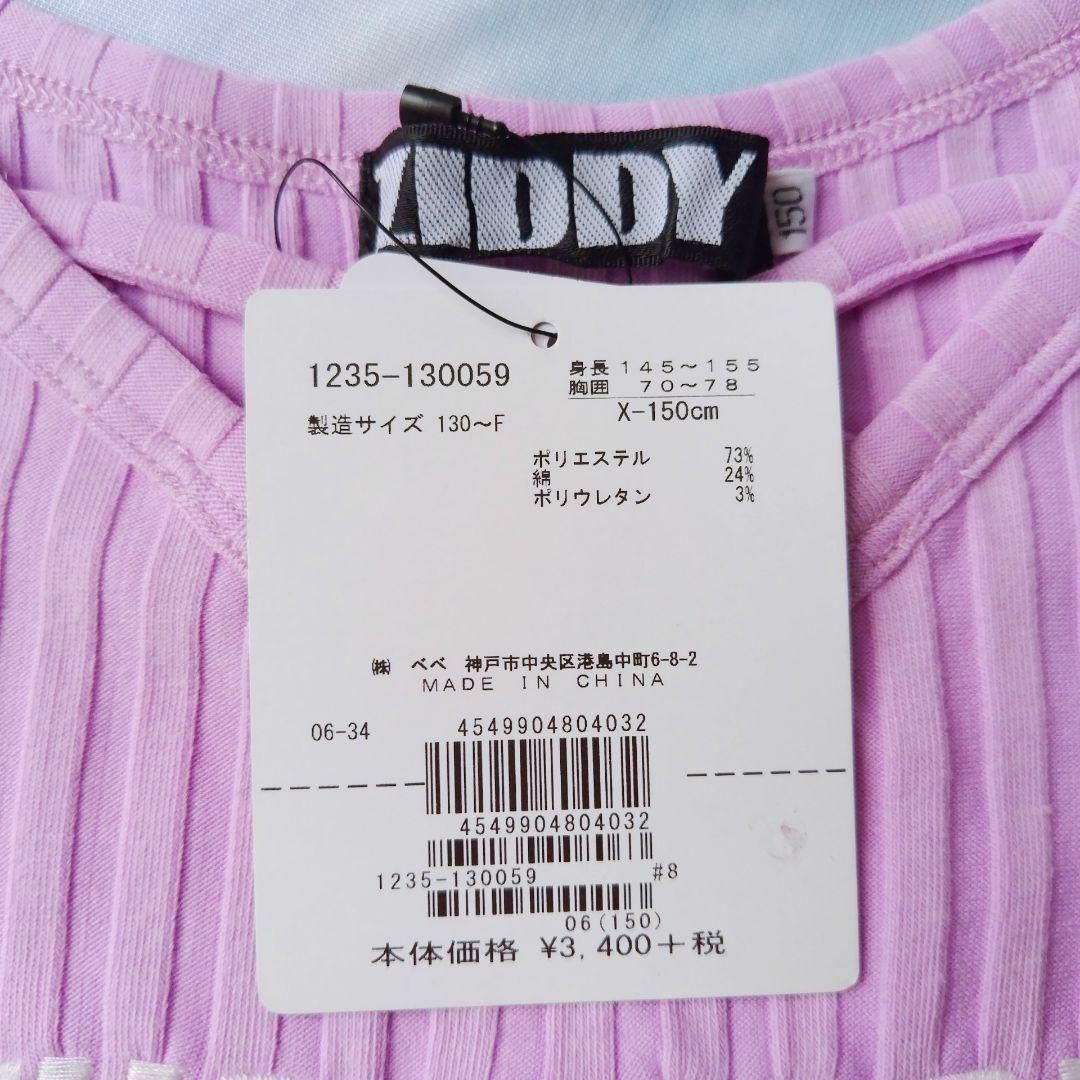 ZIDDY
150
1235-130059
身長 145～155
胸囲 70～78
X-150cm
製造サイズ 130～F
ポリエステル 73%
綿 24%
ポリウレタン 3%
㈱ べべ 神戸市中央区港島中町6-8-2
MADE IN CHINA
06-34
4549904804032
4549904804032
1235-130059 #8
06(150)
本体価格 ¥3,400+税